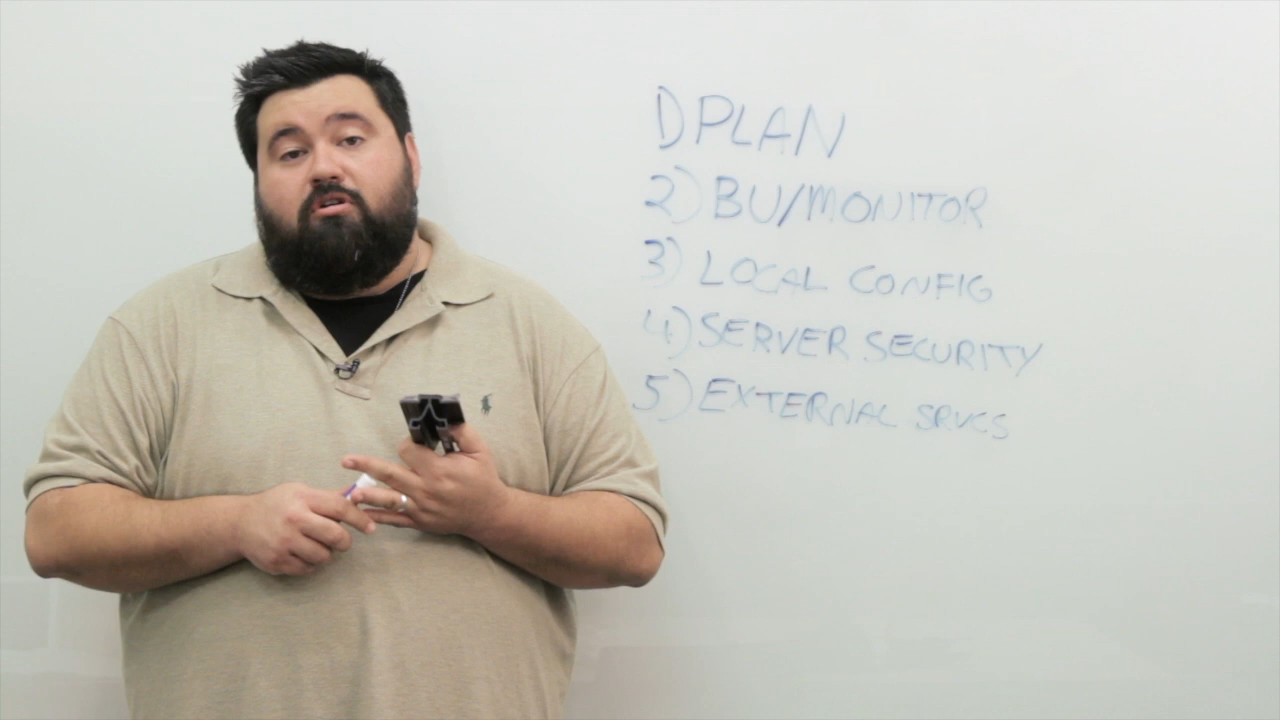 1) PLAN
2) BU/MONITOR
3) LOCAL CONFIG
4) SERVER SECURITY
5) EXTERNAL SRVCS